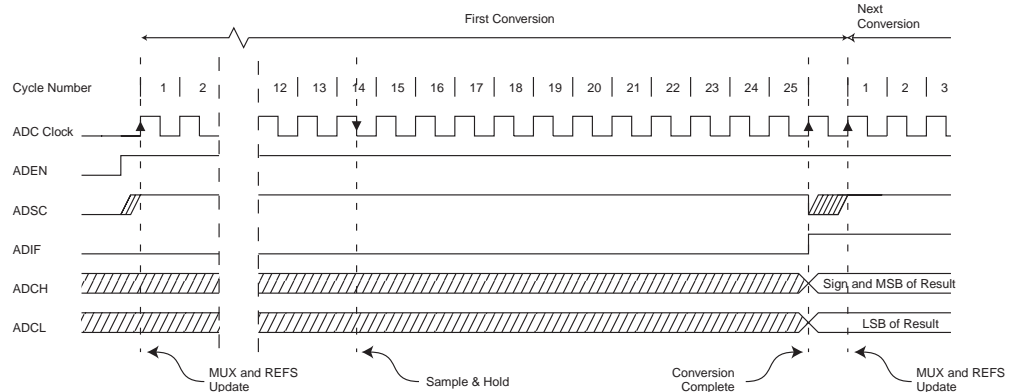 First Conversion
Next
Conversion
Cycle Number 1 2 12 13 14 15 16 17 18 19 20 21 22 23 24 25 1 2 3
ADC Clock
ADEN
ADSC
ADIF
ADCH Sign and MSB of Result
ADCL LSB of Result
MUX and REFS
Update
Sample & Hold
Conversion
Complete
MUX and REFS
Update